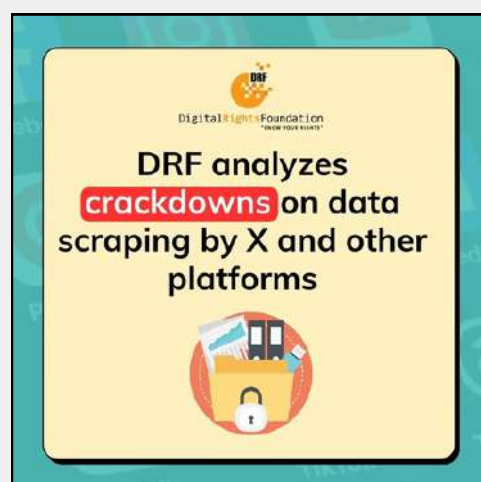 DRF
DigitalRightsFoundation
"KNOW YOUR RIGHTS"
DRF analyzes
crackdowns on data
scraping by X and other
platforms